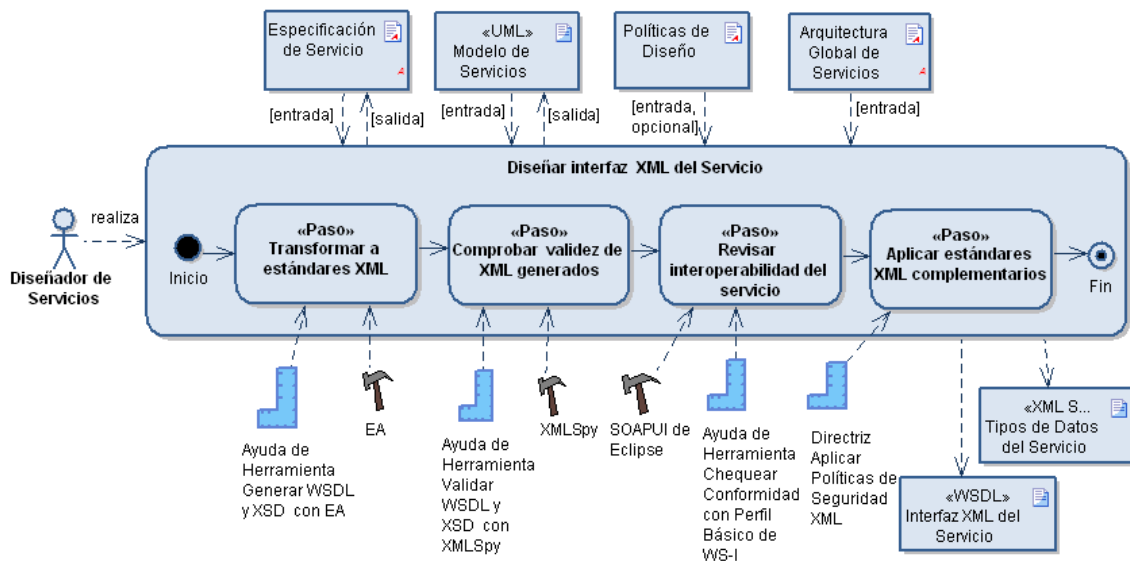 Especificación
de Servicio
«UML»
Modelo de
Servicios
Políticas de
Diseño
Arquitectura
Global de
Servicios
[entrada]
[salida]
[entrada]
[salida]
[entrada,
opcional]
[entrada]
Diseñar interfaz XML del Servicio
realiza
Diseñador de
Servicios
Inicio
«Paso»
Transformar a
estándares XML
«Paso»
Comprobar validez de
XML generados
«Paso»
Revisar
interoperabilidad del
servicio
«Paso»
Aplicar estándares
XML complementarios
Fin
Ayuda de
Herramienta
Generar WSDL
y XSD con EA
EA
Ayuda de
Herramienta
Validar
WSDL y
XSD con
XMLSpy
XMLSpy
SOAPUI de
Eclipse
Ayuda de
Herramienta
Chequear
Conformidad
con Perfil
Básico de
WS-I
Directriz
Aplicar
Políticas de
Seguridad
XML
«XML S...
Tipos de Datos
del Servicio
«WSDL»
Interfaz XML del
Servicio